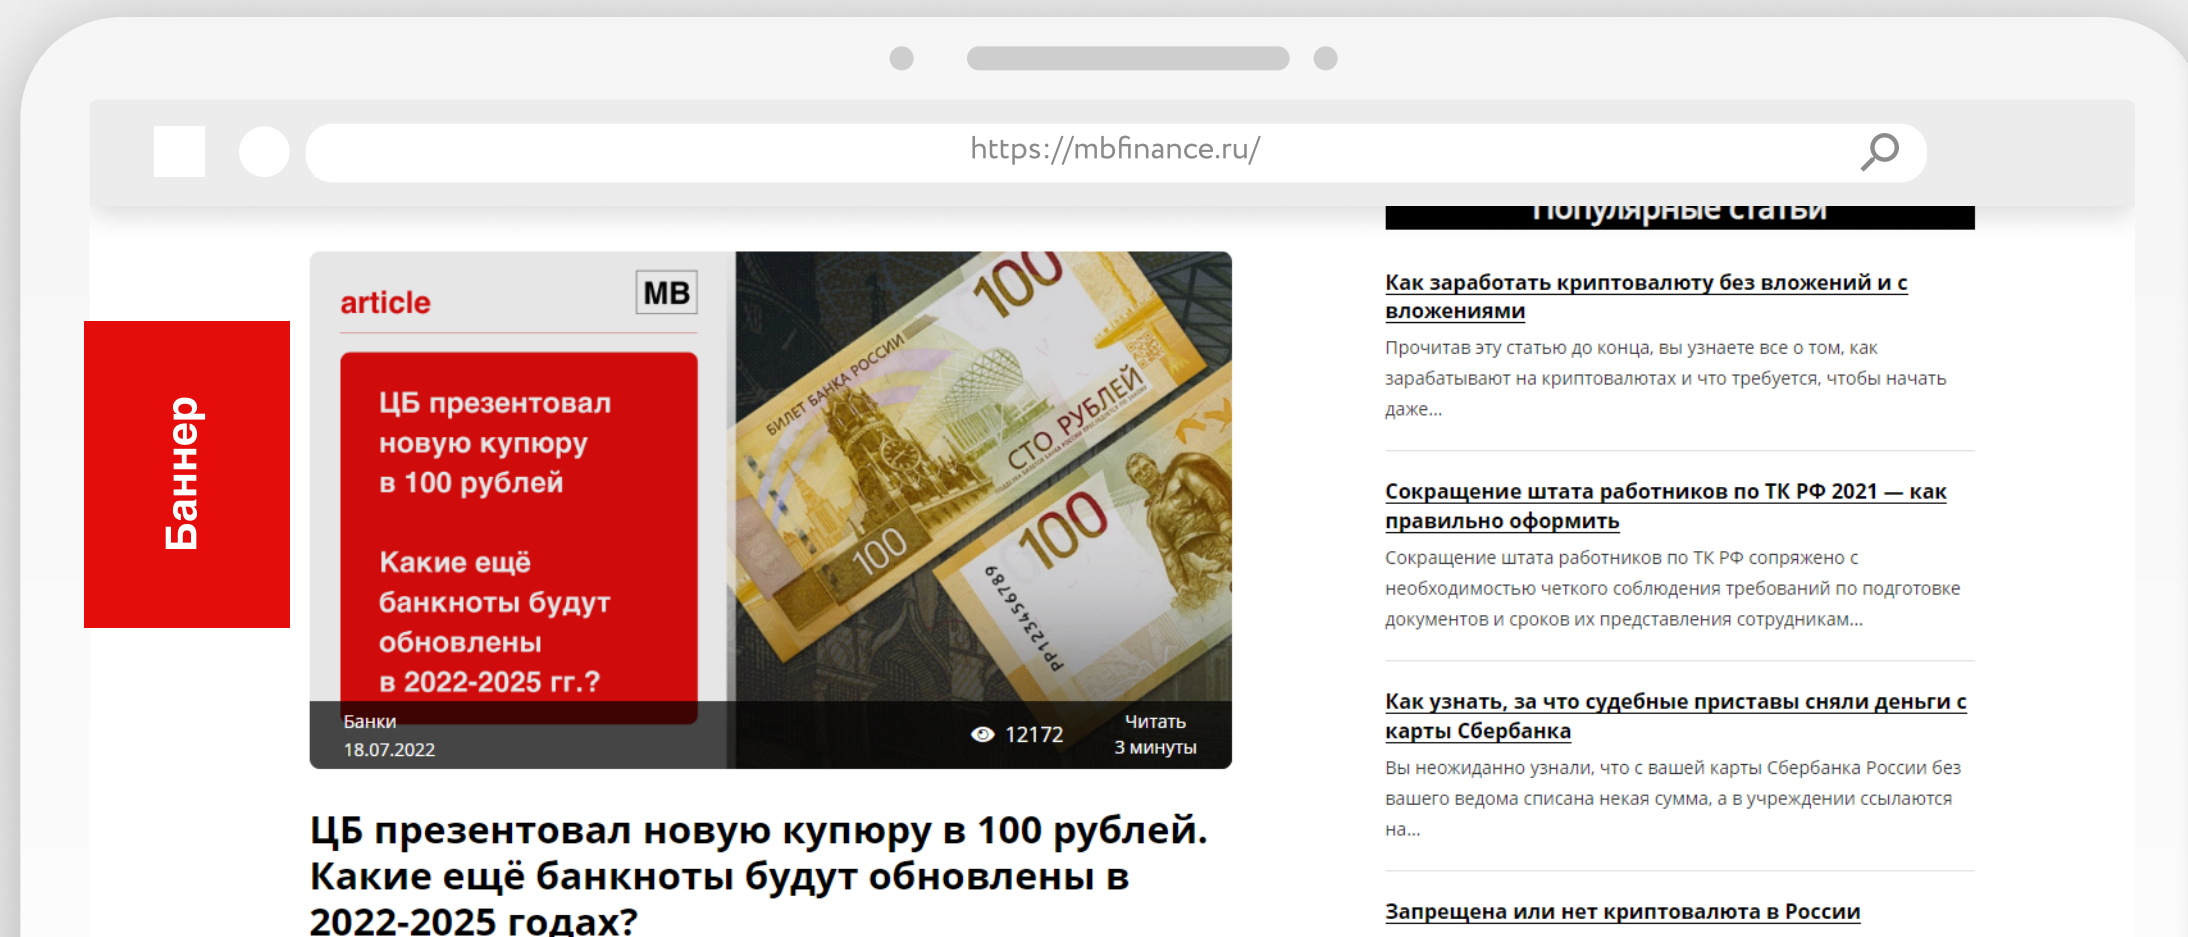 https://mbfinance.ru/
Баннер
article
MB
ЦБ презентовал
новую купюру
в 100 рублей
Какие ещё
банкноты будут
обновлены
в 2022-2025 гг.?
100
БИЛЕТ БАНКА РОССИИ
СТО РУБЛЕЙ
100
100
РР123456789
Банки
18.07.2022
12172
Читать
3 минуты
ЦБ презентовал новую купюру в 100 рублей.
Какие ещё банкноты будут обновлены в
2022-2025 годах?
Популярные статьи
Как заработать криптовалюту без вложений и с
вложениями
Прочитав эту статью до конца, вы узнаете все о том, как
зарабатывают на криптовалютах и что требуется, чтобы начать
даже...
Сокращение штата работников по ТК РФ 2021 — как
правильно оформить
Сокращение штата работников по ТК РФ сопряжено с
необходимостью четкого соблюдения требований по подготовке
документов и сроков их представления сотрудникам...
Как узнать, за что судебные приставы сняли деньги с
карты Сбербанка
Вы неожиданно узнали, что с вашей карты Сбербанка России без
вашего ведома списана некая сумма, а в учреждении ссылаются
на...
Запрещена или нет криптовалюта в России